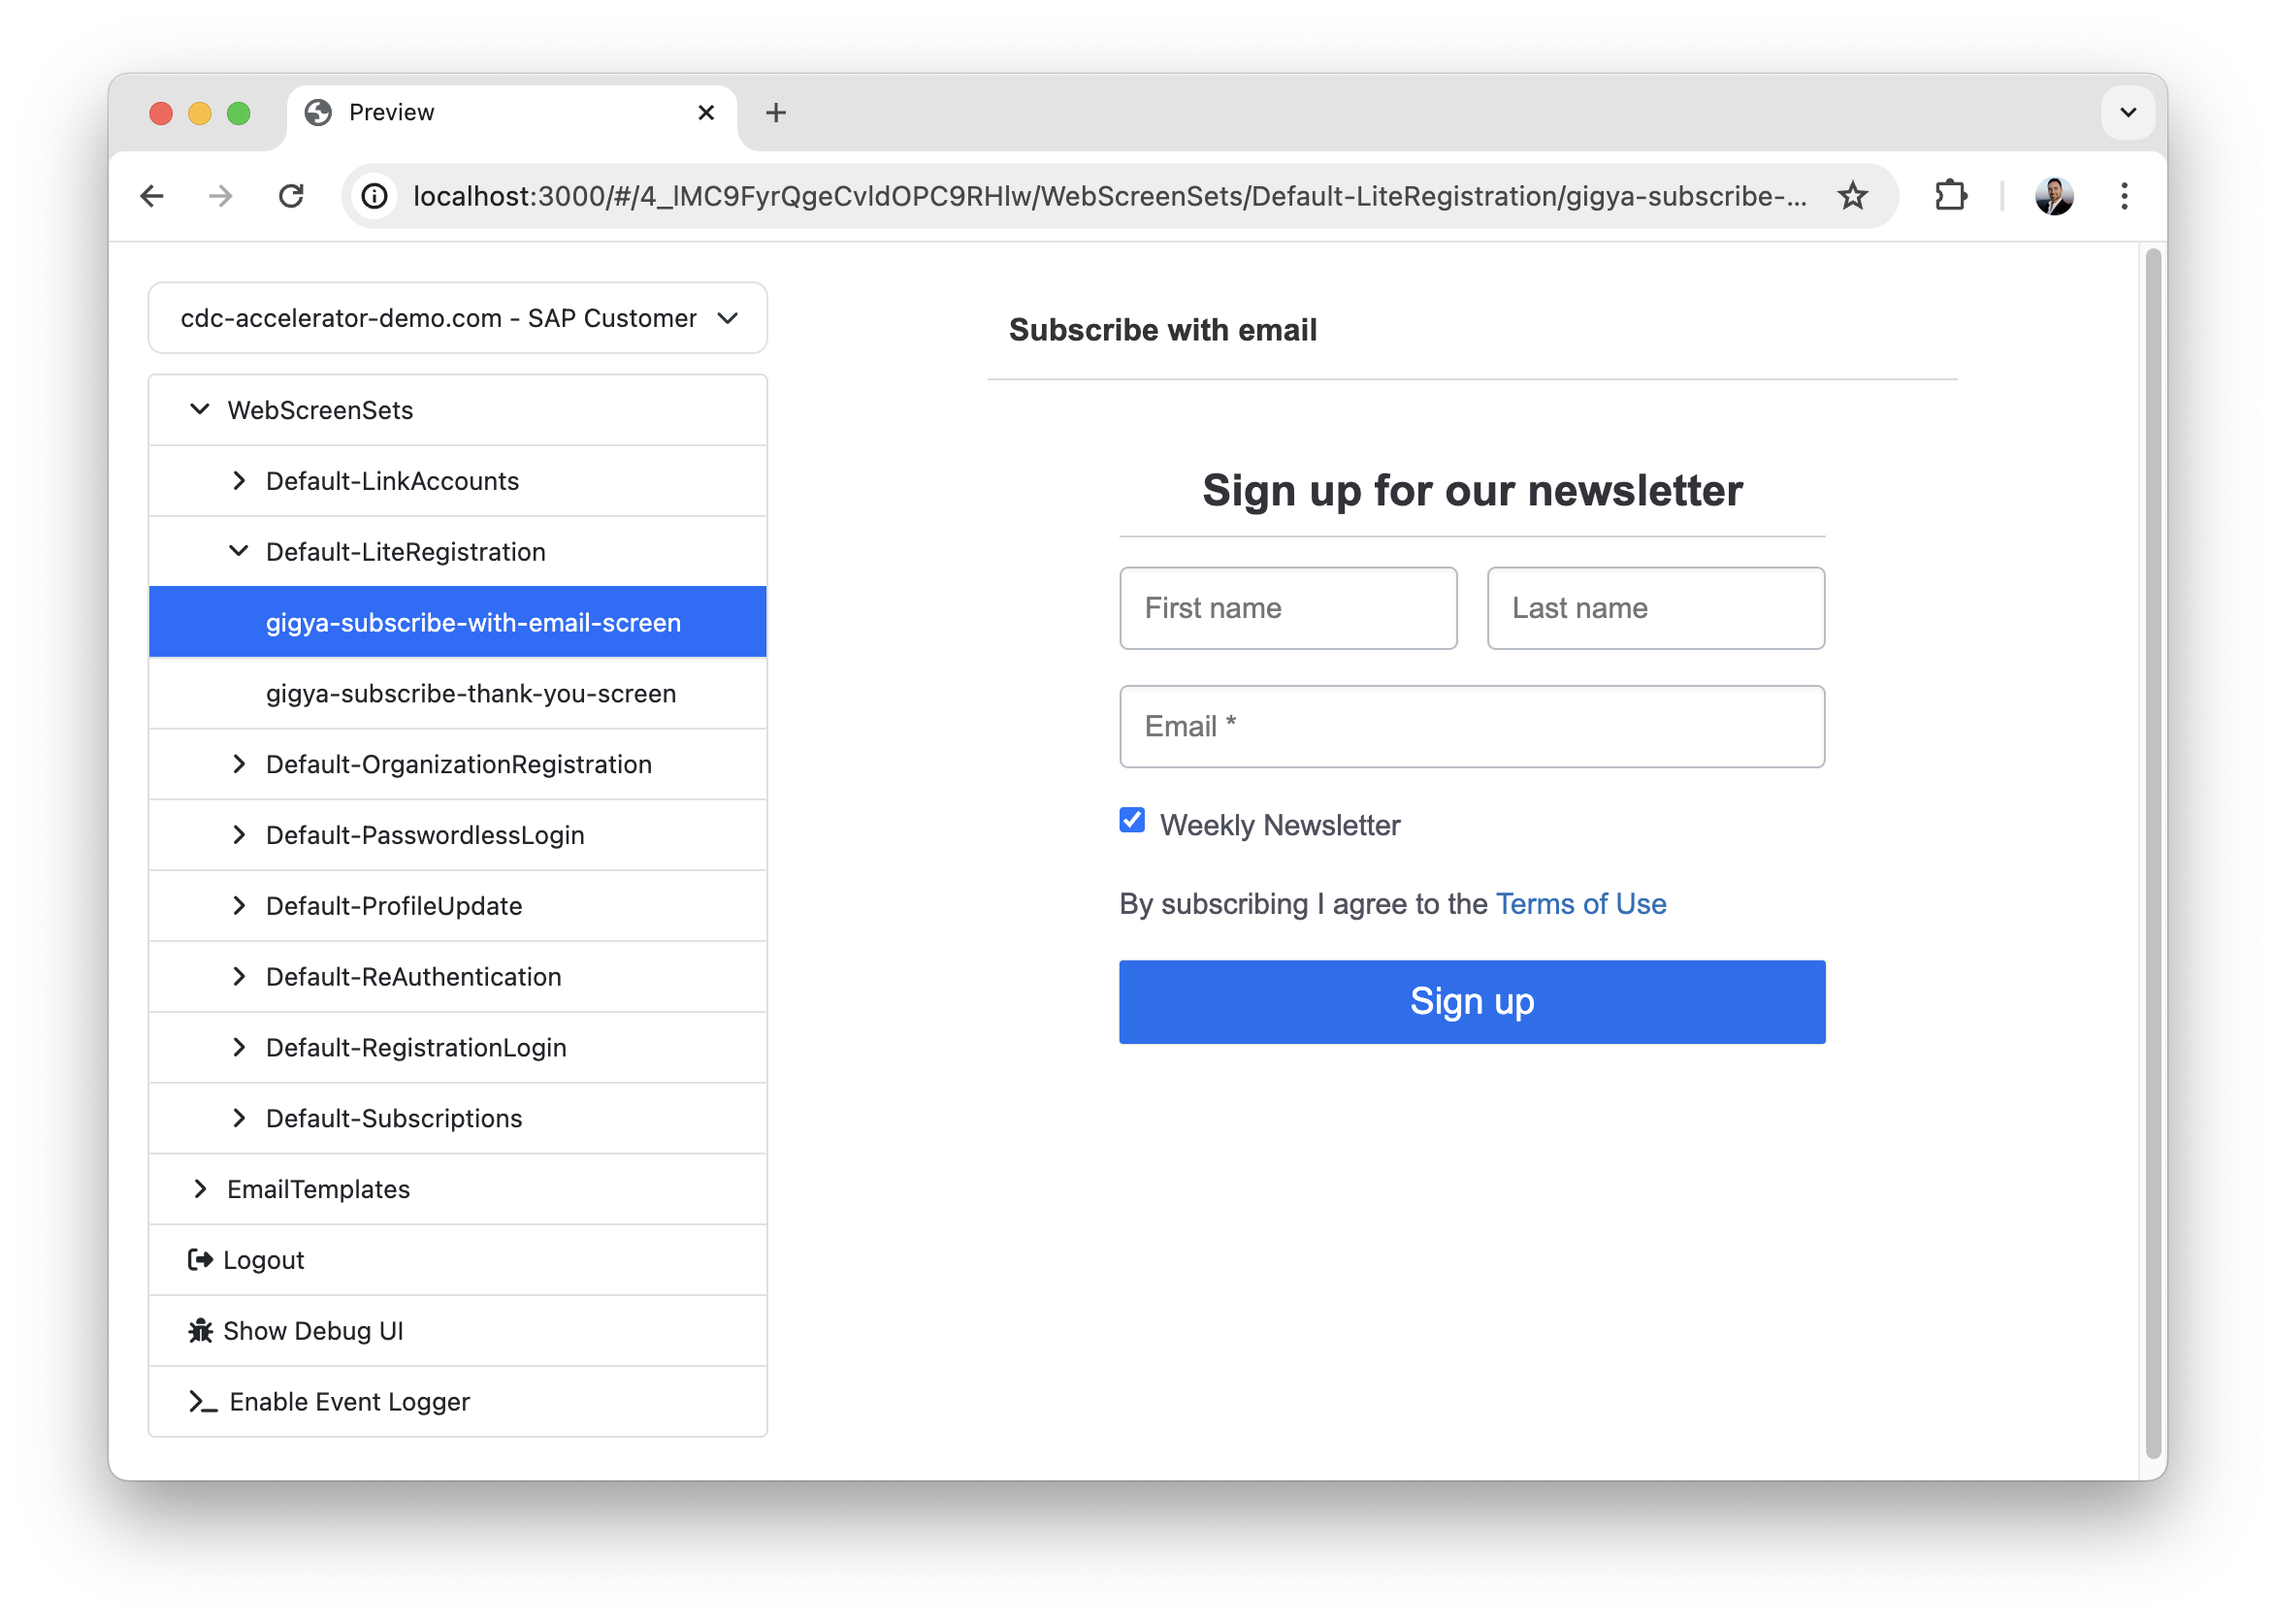 Preview
localhost:3000/#/4_IMC9FyrQgeCvldOPC9RHlw/WebScreenSets/Default-LiteRegistration/gigya-subscribe-...
cdc-accelerator-demo.com - SAP Customer
WebScreenSets
Default-LinkAccounts
Default-LiteRegistration
gigya-subscribe-with-email-screen
gigya-subscribe-thank-you-screen
Default-OrganizationRegistration
Default-PasswordlessLogin
Default-ProfileUpdate
Default-ReAuthentication
Default-RegistrationLogin
Default-Subscriptions
EmailTemplates
Logout
Show Debug UI
Enable Event Logger
Subscribe with email
Sign up for our newsletter
First name
Last name
Email *
Weekly Newsletter
By subscribing I agree to the Terms of Use
Sign up